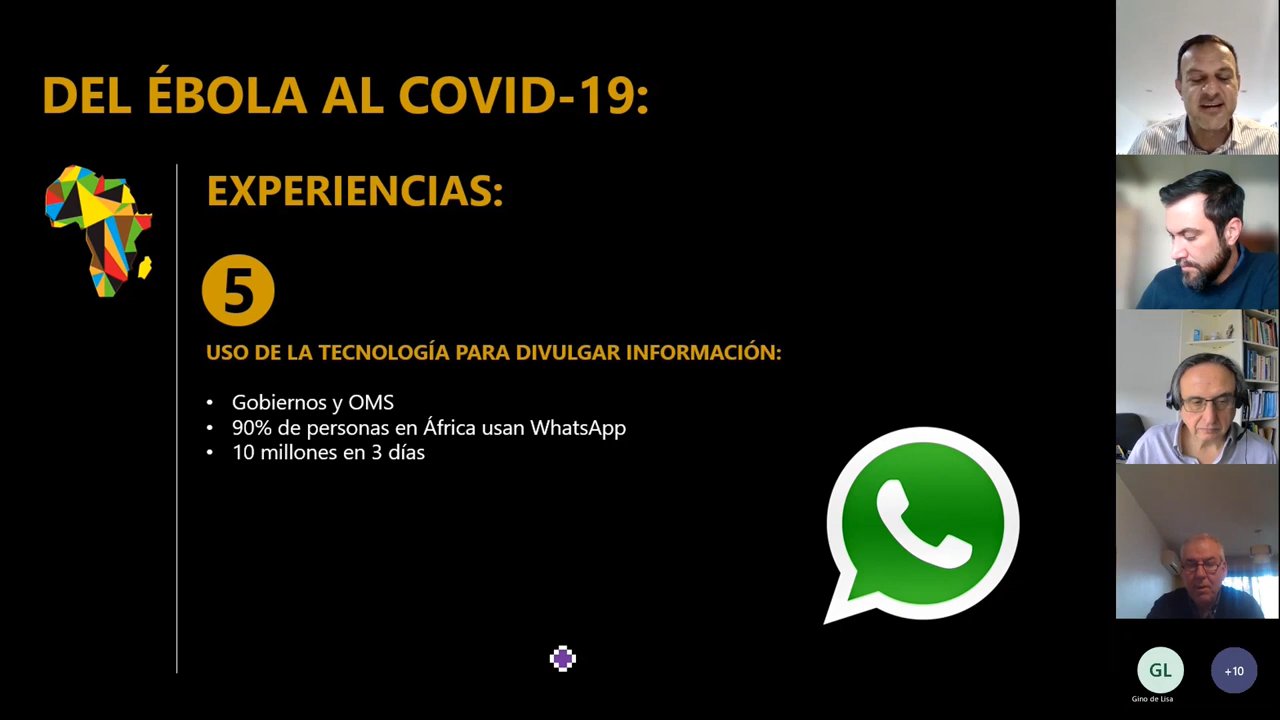 DEL ÉBOLA AL COVID-19:
EXPERIENCIAS:
5
USO DE LA TECNOLOGÍA PARA DIVULGAR INFORMACIÓN:
• Gobiernos y OMS
• 90% de personas en África usan WhatsApp
• 10 millones en 3 días
GL
+10
Gino de Lisa